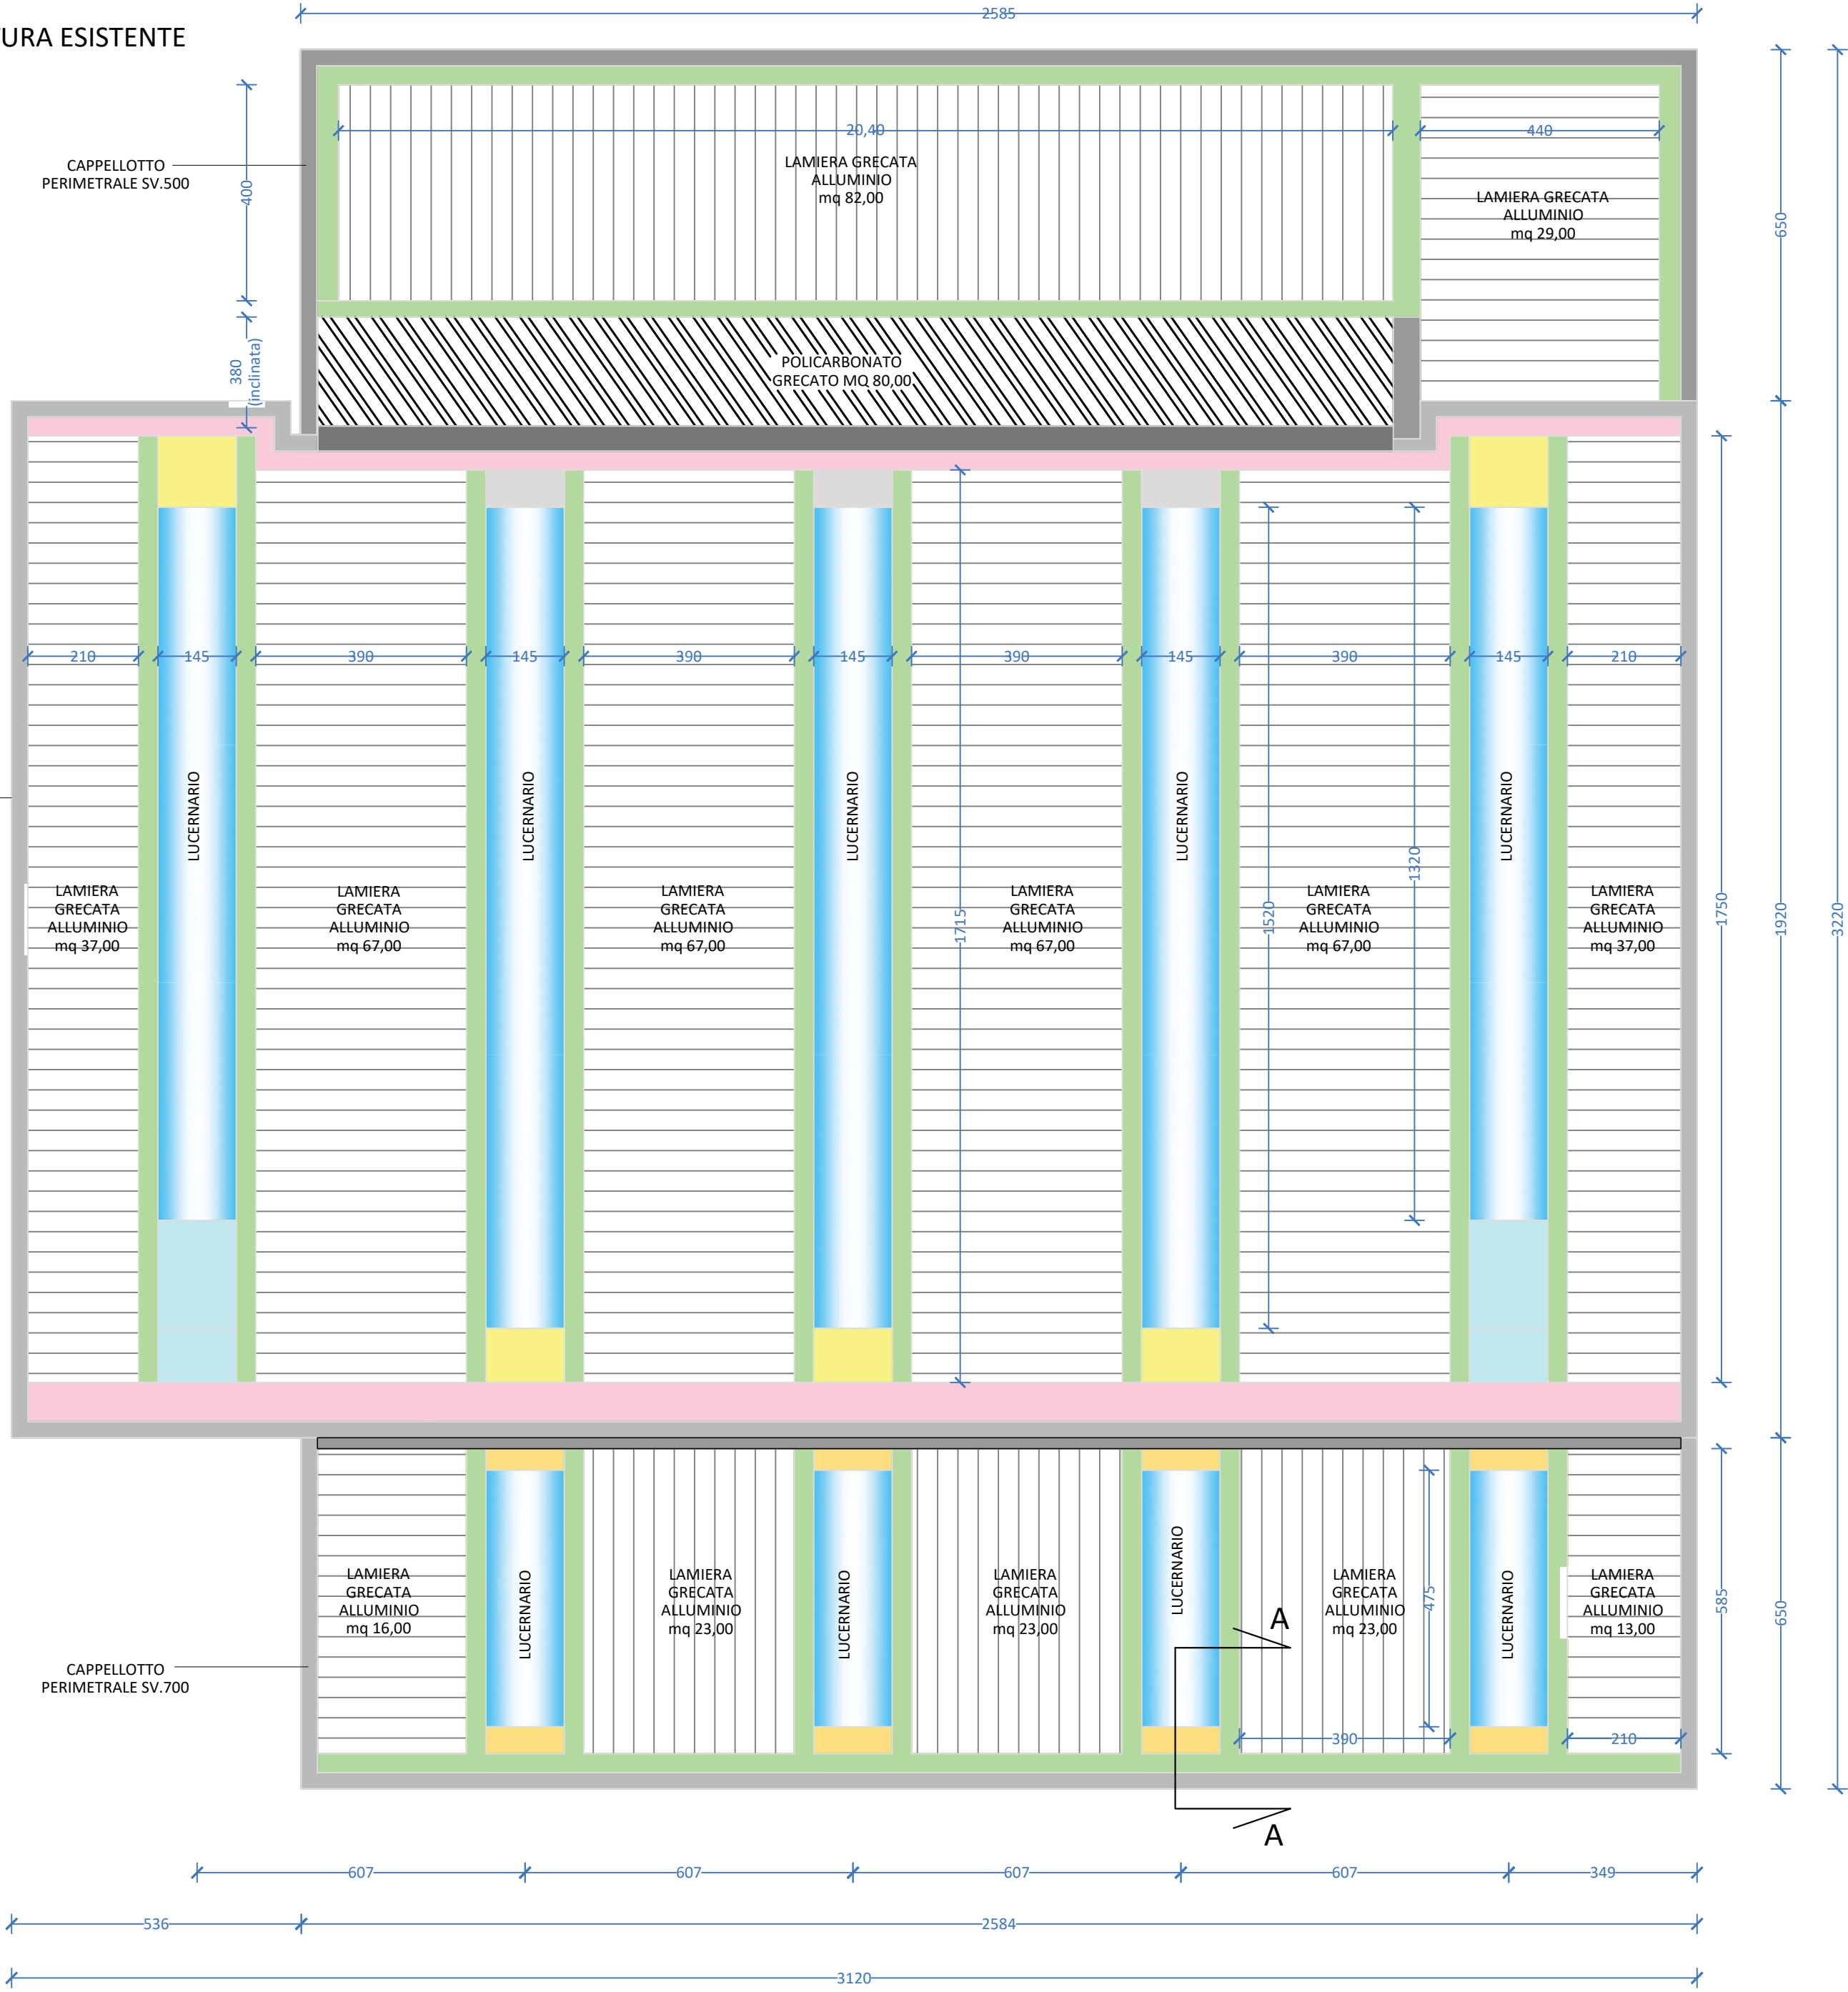 2585
TURA ESISTENTE
CAPPELLOTTO
PERIMETRALE SV.500
400
380
(inclinata)
20,40
LAMIERA GRECATA
ALLUMINIO
mq 82,00
440
LAMIERA GRECATA
ALLUMINIO
mq 29,00
POLICARBONATO
GRECATO MQ 80,00
650
210
145
390
145
390
145
390
145
390
145
210
LUCERNARIO
LUCERNARIO
LUCERNARIO
LUCERNARIO
LUCERNARIO
LAMIERA
GRECATA
ALLUMINIO
mq 37,00
LAMIERA
GRECATA
ALLUMINIO
mq 67,00
LAMIERA
GRECATA
ALLUMINIO
mq 67,00
1715
LAMIERA
GRECATA
ALLUMINIO
mq 67,00
1520
LAMIERA
GRECATA
ALLUMINIO
mq 67,00
1320
LAMIERA
GRECATA
ALLUMINIO
mq 37,00
1750
1920
3220
LAMIERA
GRECATA
ALLUMINIO
mq 16,00
LUCERNARIO
LAMIERA
GRECATA
ALLUMINIO
mq 23,00
LUCERNARIO
LAMIERA
GRECATA
ALLUMINIO
mq 23,00
LUCERNARIO
LAMIERA
GRECATA
ALLUMINIO
mq 23,00
475
LUCERNARIO
LAMIERA
GRECATA
ALLUMINIO
mq 13,00
585
650
A
CAPPELLOTTO
PERIMETRALE SV.700
390
210
A
607
607
607
607
349
536
2584
3120